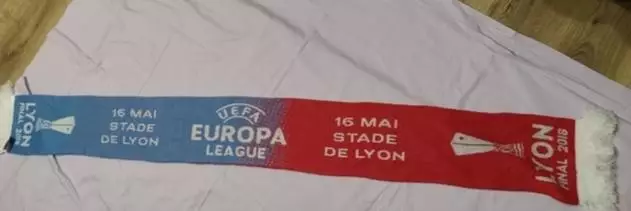 LYON
FINAL 2018
16 MAI
STADE
DE LYON
UEFA
EUROPA
LEAGUE
16 MAI
STADE
DE LYON
LYON
FINAL 2018